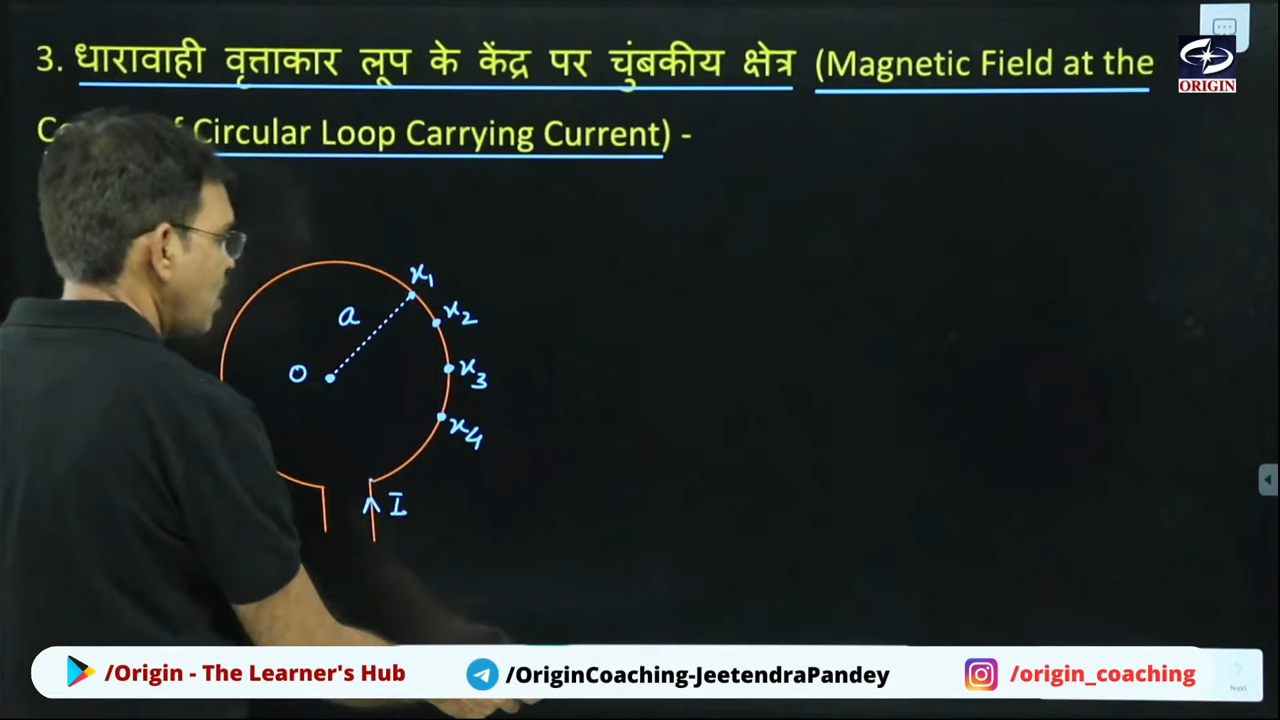 3. धारावाही वृत्ताकार लूप के केंद्र पर चुंबकीय क्षेत्र (Magnetic Field at the
Circular Loop Carrying Current) -
ORIGIN
x1
a
x2
O
x3
x4
I
/Origin - The Learner's Hub
/OriginCoaching-JeetendraPandey
/origin_coaching
Next